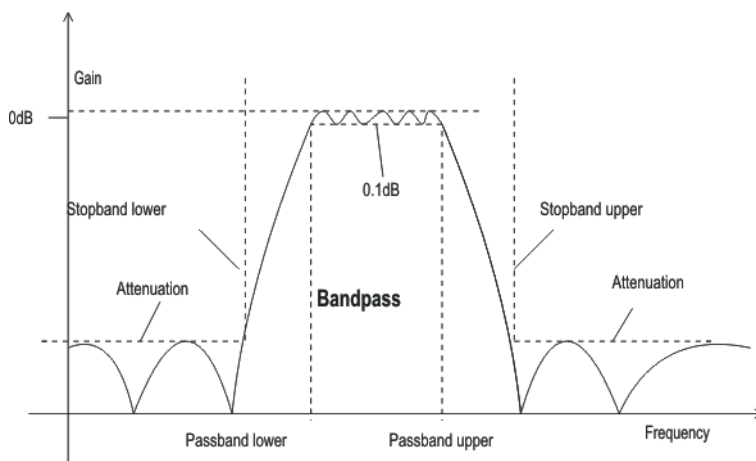 Gain
0dB
0.1dB
Stopband lower
Stopband upper
Attenuation
Bandpass
Attenuation
Passband lower
Passband upper
Frequency